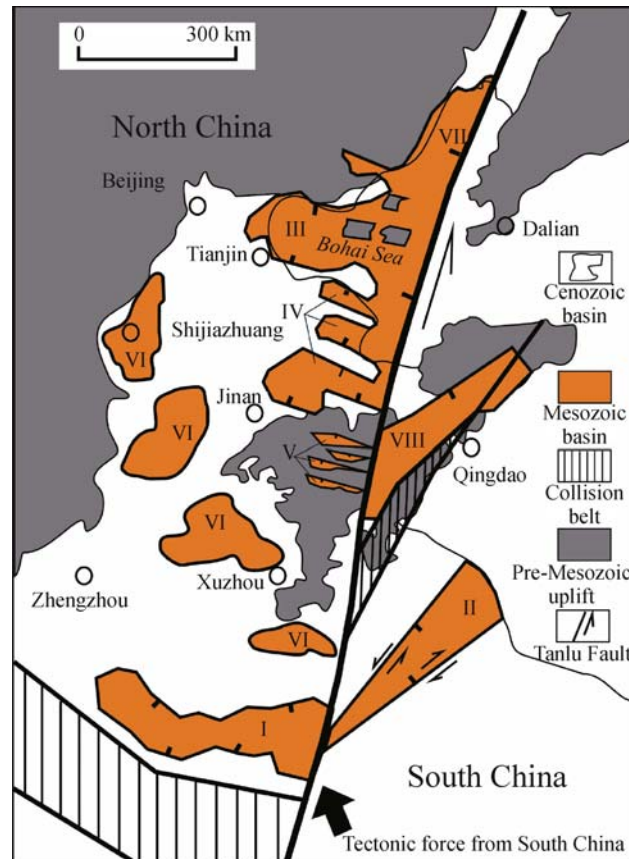 0 300 km
North China
VII
Beijing
III
Dalian
Bohai Sea
Tianjin
Cenozoic
basin
IV
Shijiazhuang
VI
Jinan
Mesozoic
basin
VI
VIII
V
Qingdao
Collision
belt
VI
Xuzhou
II
Pre-Mesozoic
uplift
Zhengzhou
VI
Tanlu Fault
I
South China
Tectonic force from South China